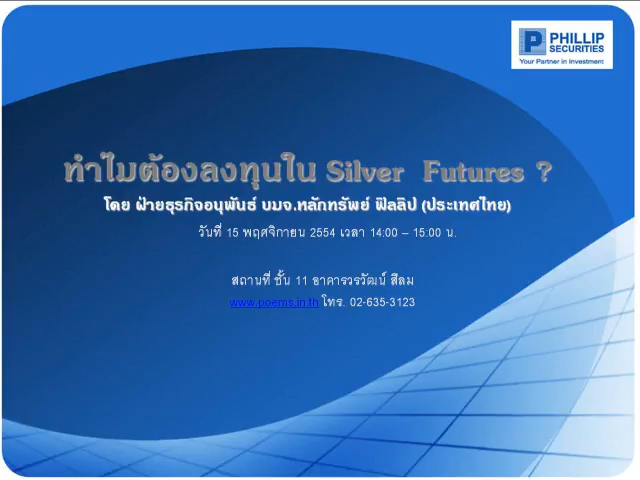 PHILLIP
SECURITIES
Your Partner in Investment
ทำไมต้องลงทุนใน Silver Futures ?
โดย ฝ่ายธุรกิจอนุพันธ์ บมจ.หลักทรัพย์ ฟิลลิป (ประเทศไทย)
วันที่ 15 พฤศจิกายน 2554 เวลา 14:00 – 15:00 น.
สถานที่ ชั้น 11 อาคารวรวัฒน์ สีลม
www.poems.in.th โทร. 02-635-3123